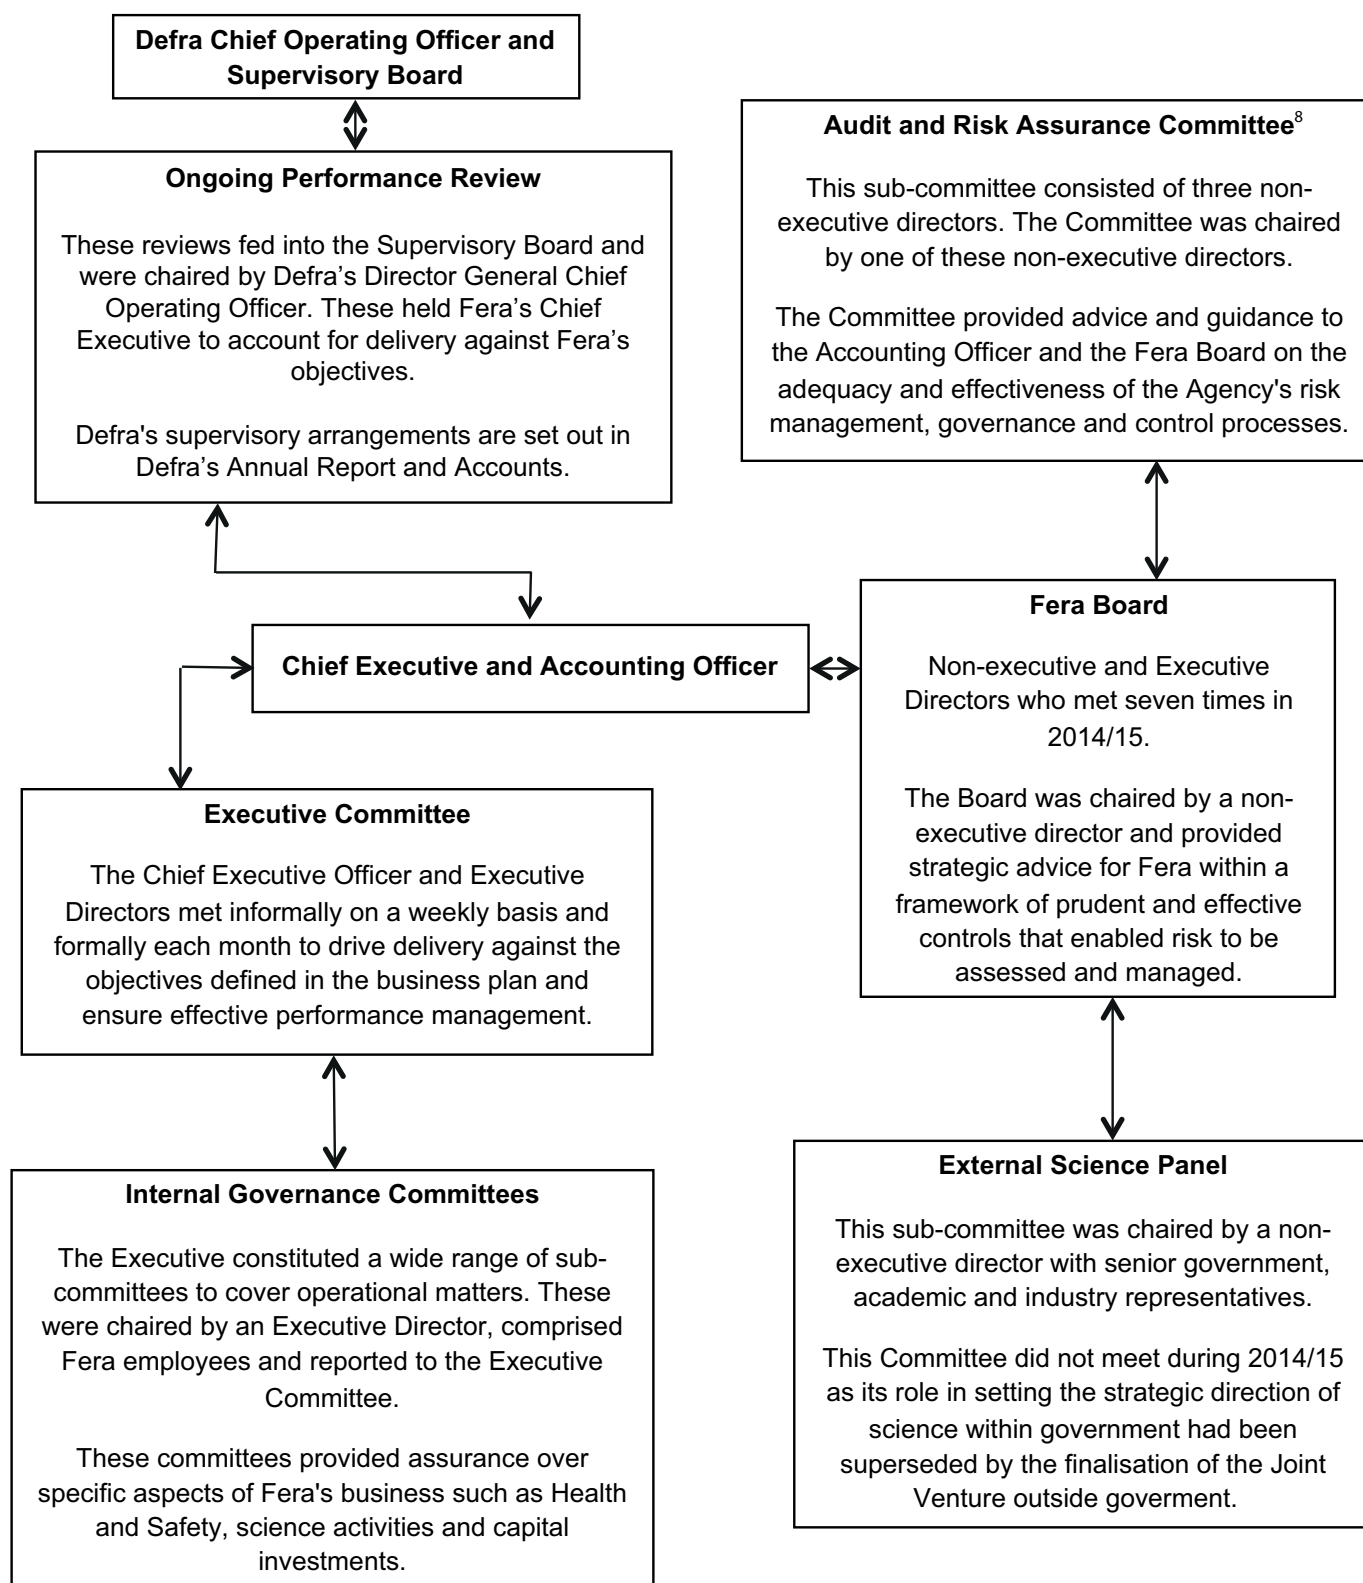 Defra Chief Operating Officer and
Supervisory Board
Ongoing Performance Review
These reviews fed into the Supervisory Board and
were chaired by Defra’s Director General Chief
Operating Officer. These held Fera’s Chief
Executive to account for delivery against Fera’s
objectives.
Defra's supervisory arrangements are set out in
Defra’s Annual Report and Accounts.
Audit and Risk Assurance Committee8
This sub-committee consisted of three non-
executive directors. The Committee was chaired
by one of these non-executive directors.
The Committee provided advice and guidance to
the Accounting Officer and the Fera Board on the
adequacy and effectiveness of the Agency's risk
management, governance and control processes.
Chief Executive and Accounting Officer
Fera Board
Non-executive and Executive
Directors who met seven times in
2014/15.
The Board was chaired by a non-
executive director and provided
strategic advice for Fera within a
framework of prudent and effective
controls that enabled risk to be
assessed and managed.
Executive Committee
The Chief Executive Officer and Executive
Directors met informally on a weekly basis and
formally each month to drive delivery against the
objectives defined in the business plan and
ensure effective performance management.
Internal Governance Committees
The Executive constituted a wide range of sub-
committees to cover operational matters. These
were chaired by an Executive Director, comprised
Fera employees and reported to the Executive
Committee.
These committees provided assurance over
specific aspects of Fera's business such as Health
and Safety, science activities and capital
investments.
External Science Panel
This sub-committee was chaired by a non-
executive director with senior government,
academic and industry representatives.
This Committee did not meet during 2014/15
as its role in setting the strategic direction of
science within government had been
superseded by the finalisation of the Joint
Venture outside goverment.